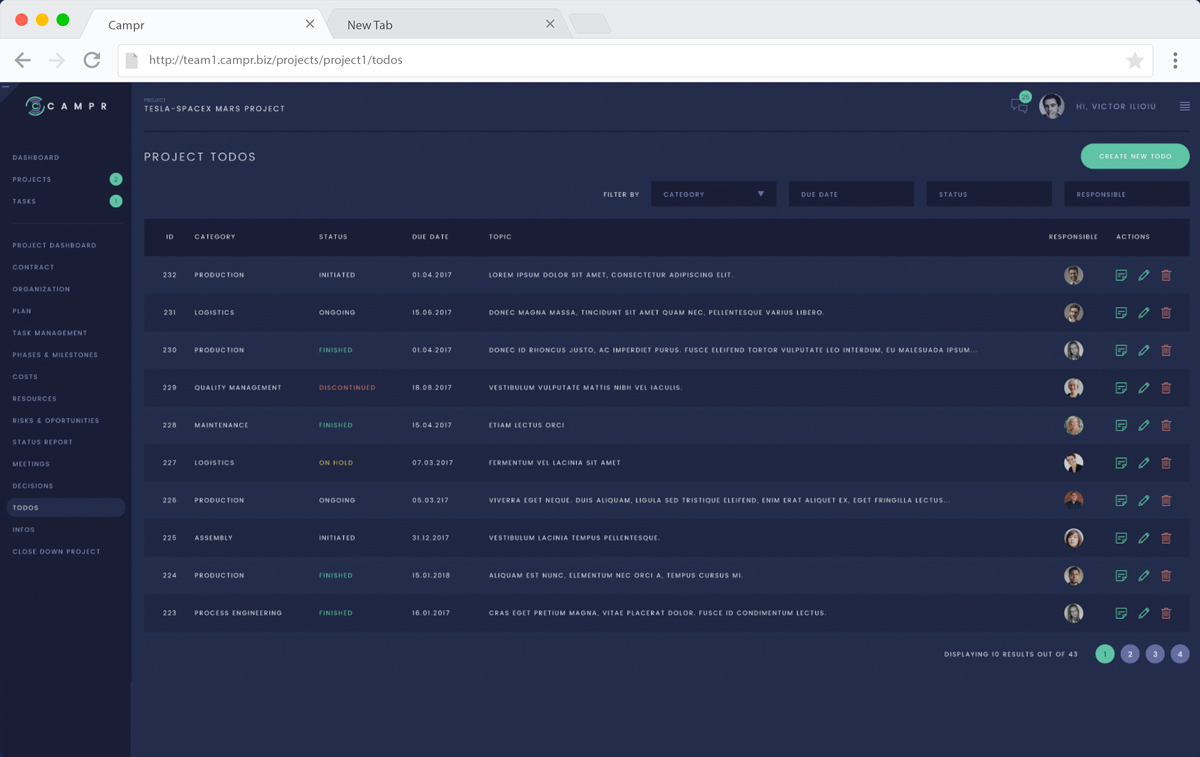 Campr
New Tab
http://team1.campr.biz/projects/project1/todos
CAMPR
PROJECT
TESLA-SPACEX MARS PROJECT
25
HI, VICTOR ILIOIU
DASHBOARD
PROJECTS 2
TASKS 1
PROJECT DASHBOARD
CONTRACT
ORGANIZATION
PLAN
TASK MANAGEMENT
PHASES & MILESTONES
COSTS
RESOURCES
RISKS & OPORTUNITIES
STATUS REPORT
MEETINGS
DECISIONS
TODOS
INFOS
CLOSE DOWN PROJECT
PROJECT TODOS
CREATE NEW TODO
FILTER BY CATEGORY DUE DATE STATUS RESPONSIBLE
ID CATEGORY STATUS DUE DATE TOPIC RESPONSIBLE ACTIONS
232 PRODUCTION INITIATED 01.04.2017 LOREM IPSUM DOLOR SIT AMET, CONSECTETUR ADIPISCING ELIT.
231 LOGISTICS ONGOING 15.06.2017 DONEC MAGNA MASSA, TINCIDUNT SIT AMET QUAM NEC, PELLENTESQUE VARIUS LIBERO.
230 PRODUCTION FINISHED 01.04.2017 DONEC ID RHONCUS JUSTO, AC IMPERDIET PURUS. FUSCE ELEIFEND TORTOR VULPUTATE LEO INTERDUM, EU MALESUADA IPSUM...
229 QUALITY MANAGEMENT DISCONTINUED 18.08.2017 VESTIBULUM VULPUTATE MATTIS NIBH VEL IACULIS.
228 MAINTENANCE FINISHED 15.04.2017 ETIAM LECTUS ORCI
227 LOGISTICS ON HOLD 07.03.2017 FERMENTUM VEL LACINIA SIT AMET
226 PRODUCTION ONGOING 05.03.217 VIVERRA EGET NEQUE. DUIS ALIQUAM, LIGULA SED TRISTIQUE ELEIFEND, ENIM ERAT ALIQUET EX, EGET FRINGILLA LECTUS...
225 ASSEMBLY INITIATED 31.12.2017 VESTIBULUM LACINIA TEMPUS PELLENTESQUE.
224 PRODUCTION FINISHED 15.01.2018 ALIQUAM EST NUNC, ELEMENTUM NEC ORCI A, TEMPUS CURSUS MI.
223 PROCESS ENGINEERING FINISHED 16.01.2017 CRAS EGET PRETIUM MAGNA, VITAE PLACERAT DOLOR. FUSCE ID CONDIMENTUM LECTUS.
DISPLAYING 10 RESULTS OUT OF 43 1 2 3 4